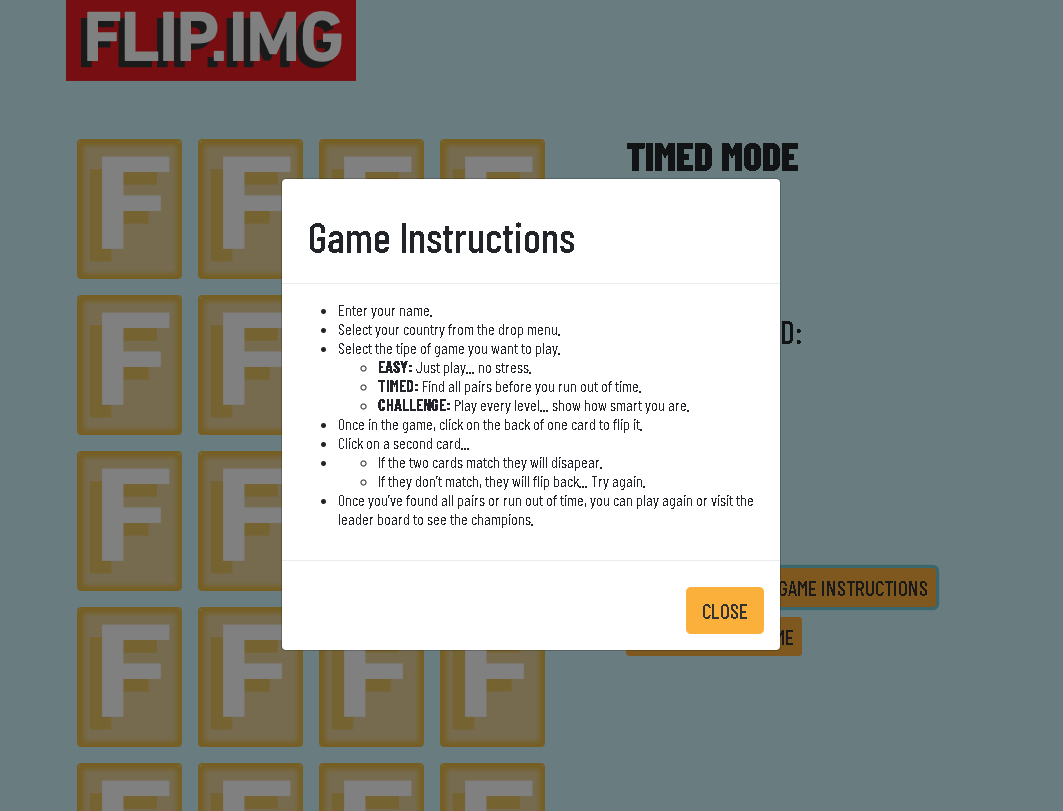 FLIP.IMG
TIMED MODE
Game Instructions
Enter your name.
Select your country from the drop menu.
Select the tipe of game you want to play.
EASY: Just play... no stress.
TIMED: Find all pairs before you run out of time.
CHALLENGE: Play every level... show how smart you are.
Once in the game, click on the back of one card to flip it.
Click on a second card...
If the two cards match they will disapear.
If they don't match, they will flip back... Try again.
Once you've found all pairs or run out of time, you can play again or visit the
leader board to see the champions.
GAME INSTRUCTIONS
CLOSE
F F F F
F F
F F
F F F F
F F F F